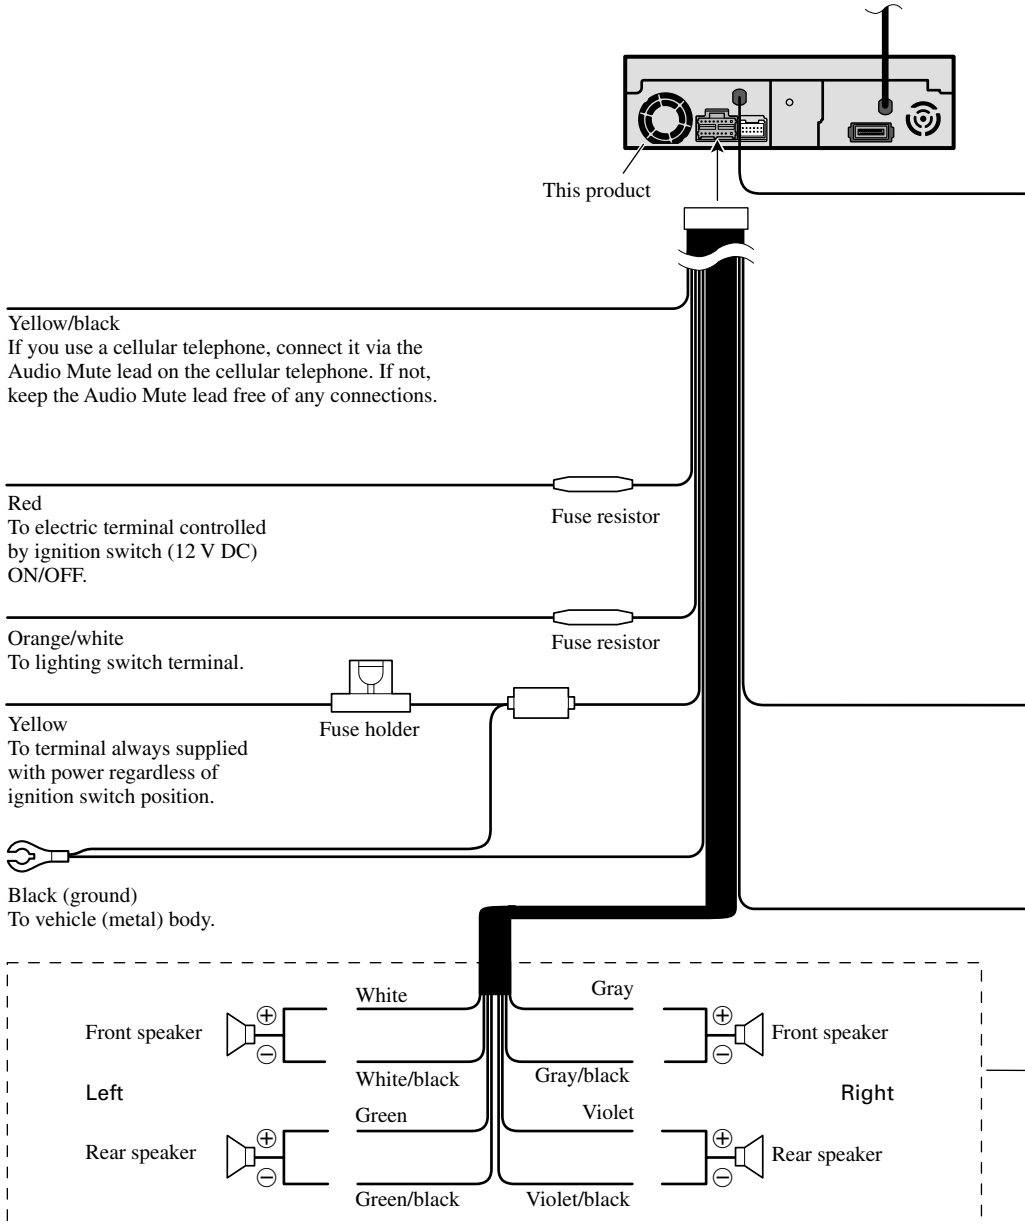 This product
Yellow/black
If you use a cellular telephone, connect it via the
Audio Mute lead on the cellular telephone. If not,
keep the Audio Mute lead free of any connections.
Red
To electric terminal controlled
by ignition switch (12 V DC)
ON/OFF.
Fuse resistor
Orange/white
To lighting switch terminal.
Fuse resistor
Yellow
To terminal always supplied
with power regardless of
ignition switch position.
Fuse holder
Black (ground)
To vehicle (metal) body.
White
Gray
Front speaker
⊕
⊖
⊕
⊖
Front speaker
White/black
Gray/black
Left
Right
Green
Violet
Rear speaker
⊕
⊖
⊕
⊖
Rear speaker
Green/black
Violet/black